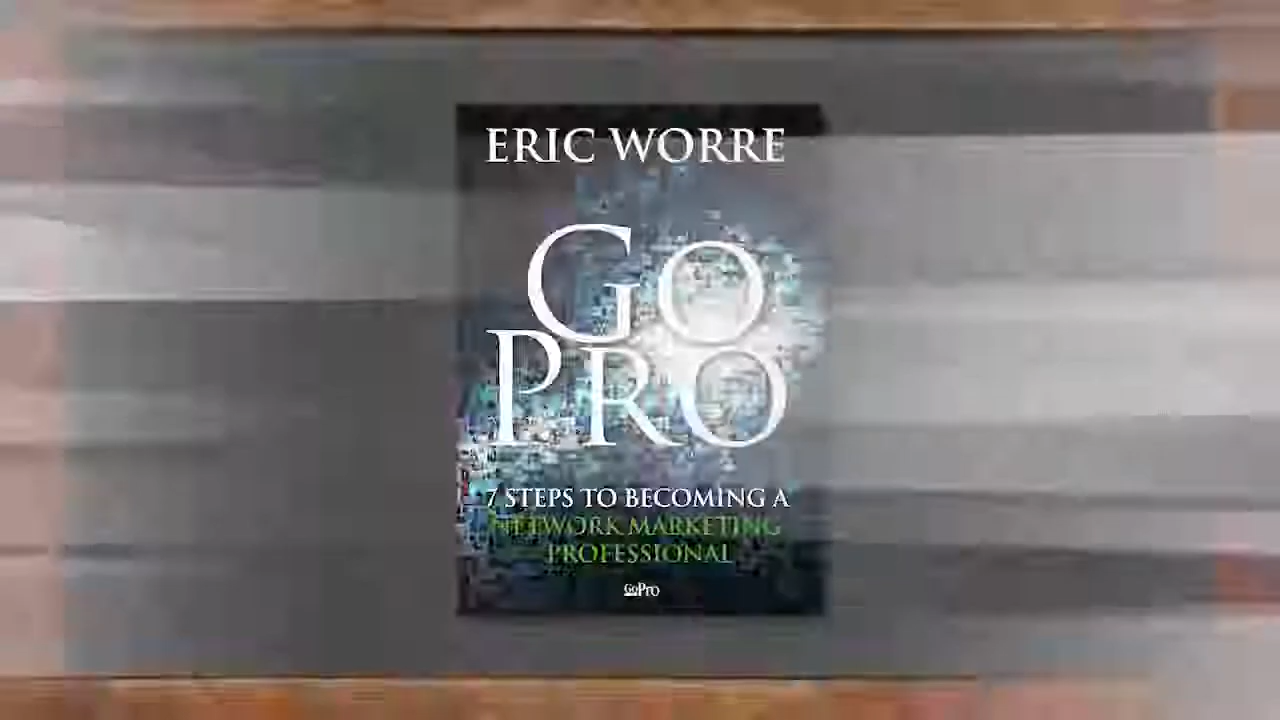 ERIC WORRE
GO
PRO
7 STEPS TO BECOMING A
NETWORK MARKETING
PROFESSIONAL
GoPro